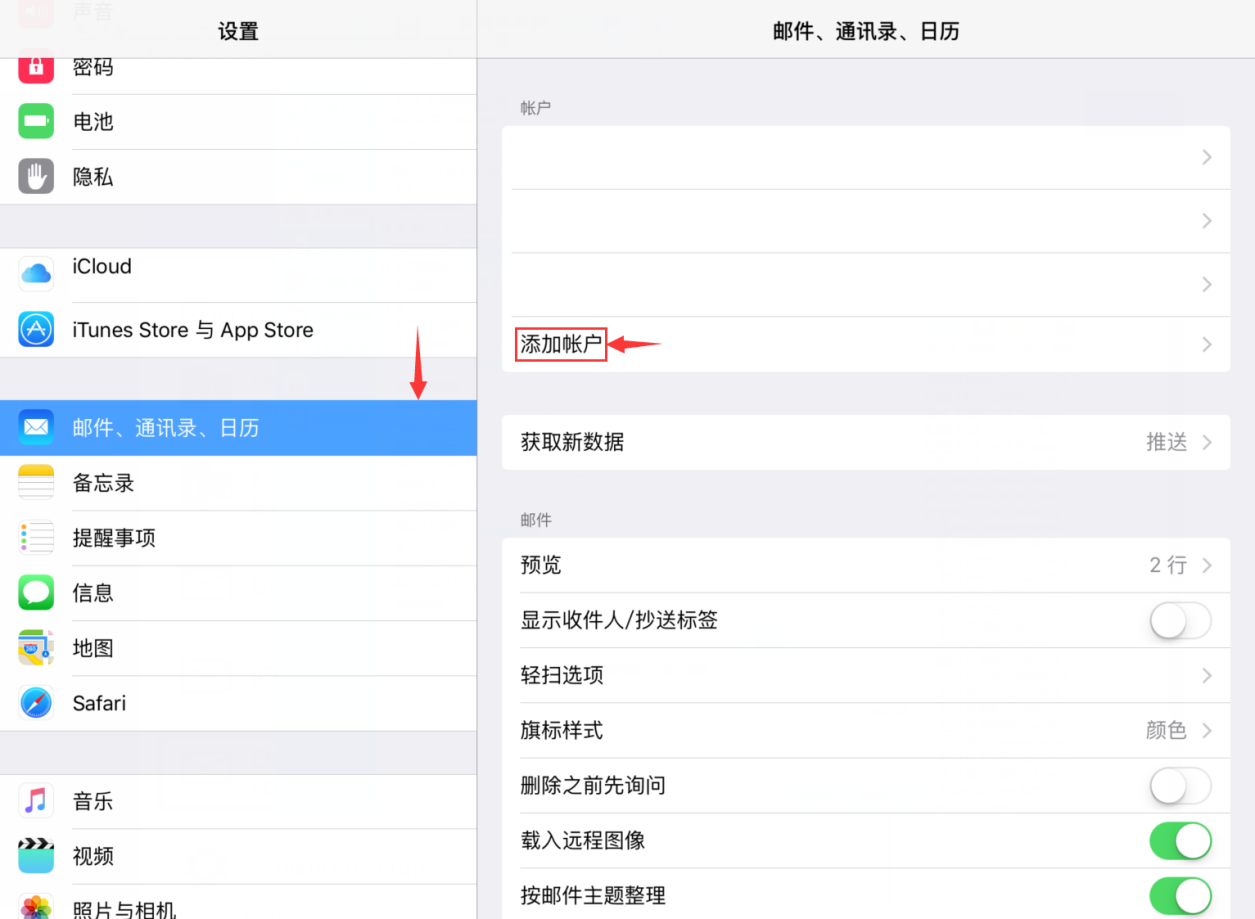 声音
设置
密码
电池
隐私
iCloud
iTunes Store 与 App Store
邮件、通讯录、日历
备忘录
提醒事项
信息
地图
Safari
音乐
视频
照片与相机
邮件、通讯录、日历
帐户
添加帐户
获取新数据 推送
邮件
预览 2 行
显示收件人/抄送标签
轻扫选项
旗标样式 颜色
删除之前先询问
载入远程图像
按邮件主题整理